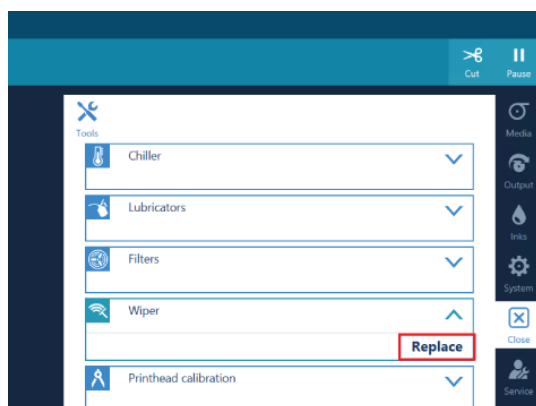 Cut
Pause
Tools
Media
Chiller
Output
Lubricators
Inks
Filters
System
Wiper
Close
Replace
Printhead calibration
Service